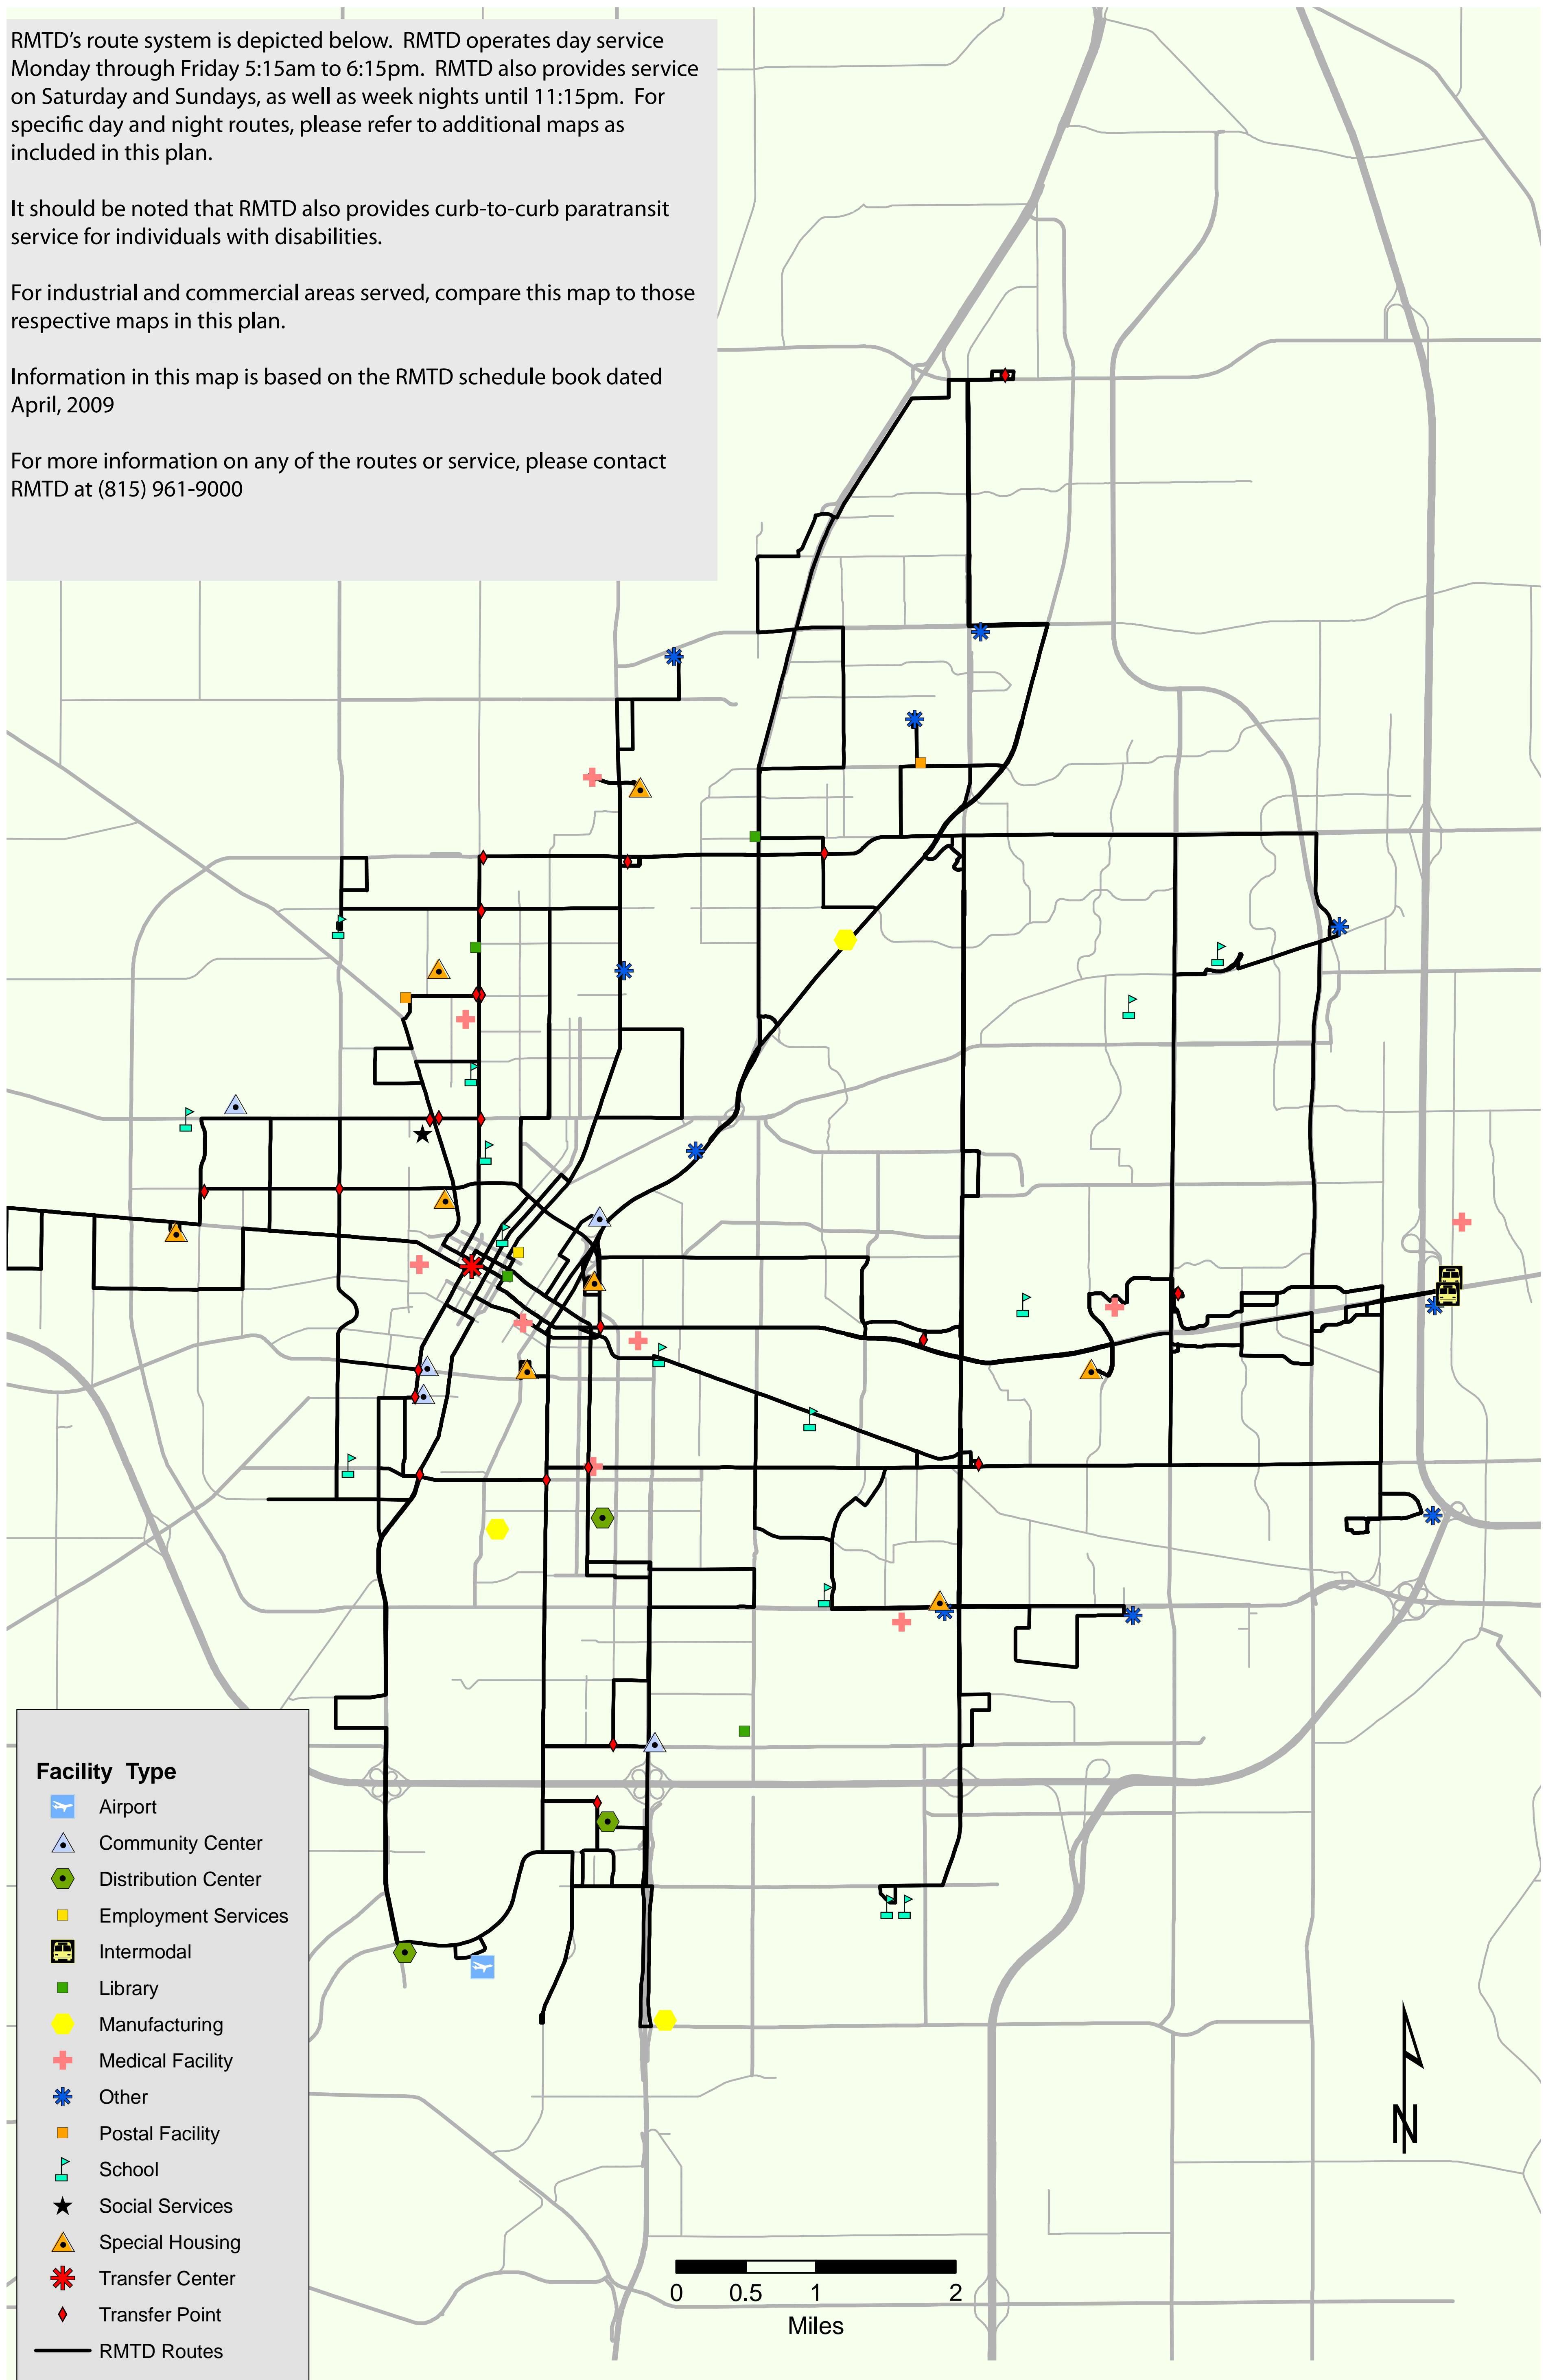 RMTD’s route system is depicted below.  RMTD operates day service
Monday through Friday 5:15am to 6:15pm.  RMTD also provides service
on Saturday and Sundays, as well as week nights until 11:15pm.  For
specific day and night routes, please refer to additional maps as
included in this plan.
It should be noted that RMTD also provides curb-to-curb paratransit
service for individuals with disabilities.
For industrial and commercial areas served, compare this map to those
respective maps in this plan.
Information in this map is based on the RMTD schedule book dated
April, 2009
For more information on any of the routes or service, please contact
RMTD at (815) 961-9000
Facility Type
Airport
Community Center
Distribution Center
Employment Services
Intermodal
Library
Manufacturing
Medical Facility
Other
Postal Facility
School
Social Services
Special Housing
Transfer Center
Transfer Point
RMTD Routes
0 0.5 1 2
Miles
N